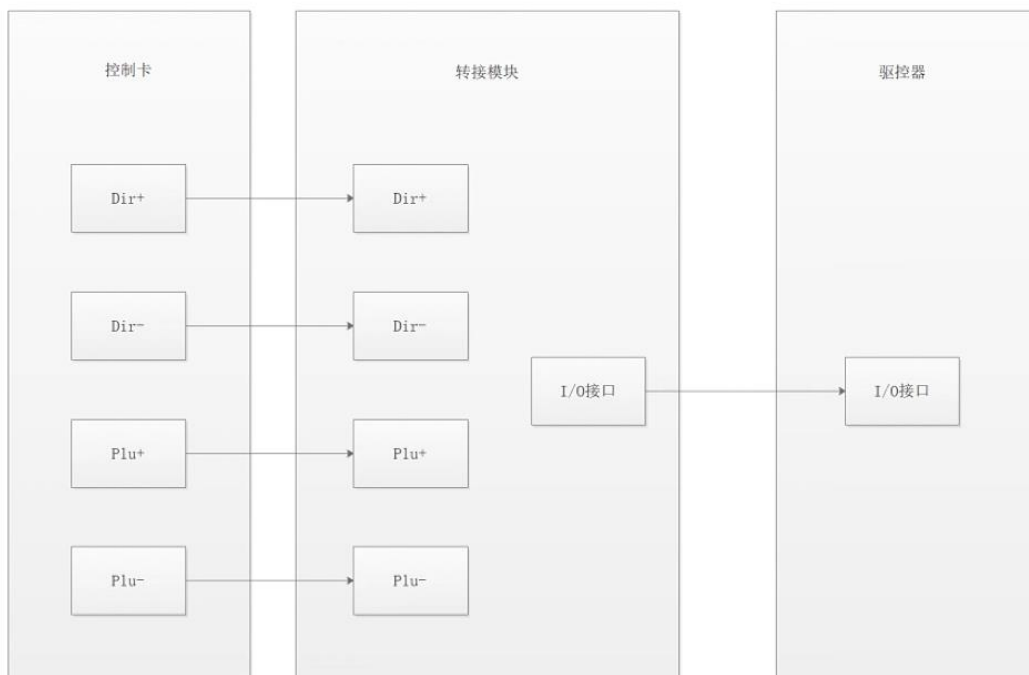 控制卡
转接模块
驱控器
Dir+
Dir+
Dir-
Dir-
I/O接口
I/O接口
Plu+
Plu+
Plu-
Plu-